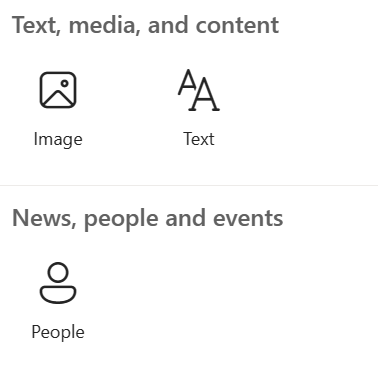 Text, media, and content
Image
Text
News, people and events
People